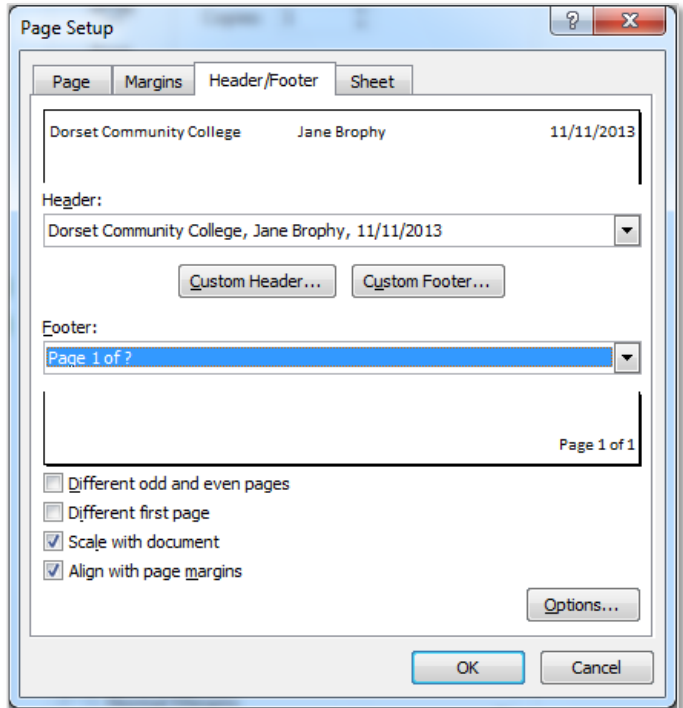 Page Setup
Page Margins Header/Footer Sheet
Dorset Community College Jane Brophy 11/11/2013
Header:
Dorset Community College, Jane Brophy, 11/11/2013
Custom Header... Custom Footer...
Footer:
Page 1 of ?
Page 1 of 1
Different odd and even pages
Different first page
Scale with document
Align with page margins
Options...
OK Cancel